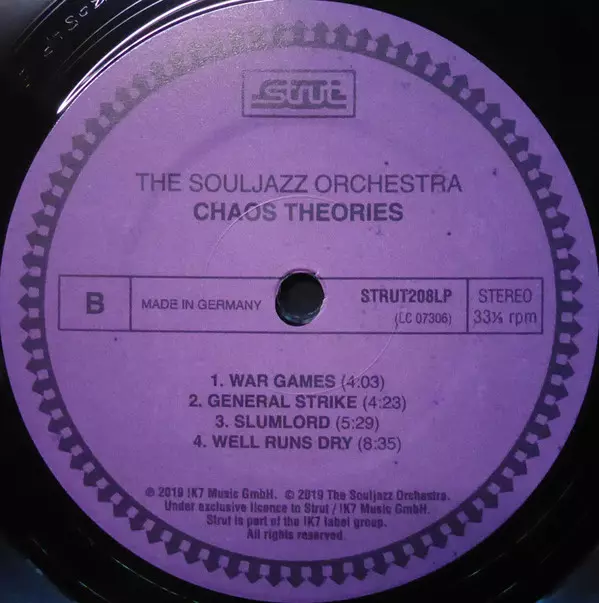 Strut
THE SOULJAZZ ORCHESTRA
CHAOS THEORIES
B
MADE IN GERMANY
STRUT208LP
(LC 07306)
STEREO
33⅓ rpm
1. WAR GAMES (4:03)
2. GENERAL STRIKE (4:23)
3. SLUMLORD (5:29)
4. WELL RUNS DRY (8:35)
℗ 2019 !K7 Music GmbH. © 2019 The Souljazz Orchestra.
Under exclusive licence to Strut / !K7 Music GmbH.
Strut is part of the !K7 label group.
All rights reserved.